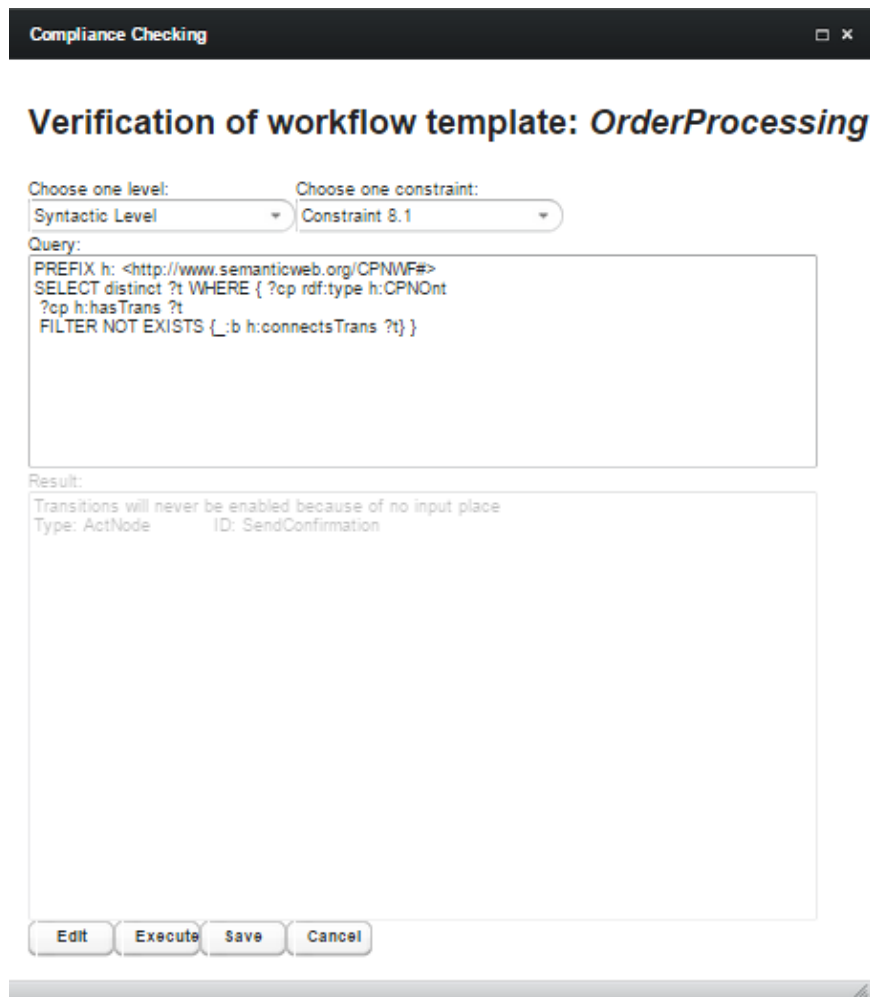 Compliance Checking
Verification of workflow template: OrderProcessing
Choose one level: Choose one constraint:
Syntactic Level Constraint 8.1
Query:
PREFIX h: <http://www.semanticweb.org/CPNWF#>
SELECT distinct ?t WHERE { ?cp rdf:type h:CPNOnt
?cp h:hasTrans ?t
FILTER NOT EXISTS {_:b h:connectsTrans ?t} }
Result:
Transitions will never be enabled because of no input place
Type: ActNode ID: SendConfirmation
Edit Execute Save Cancel